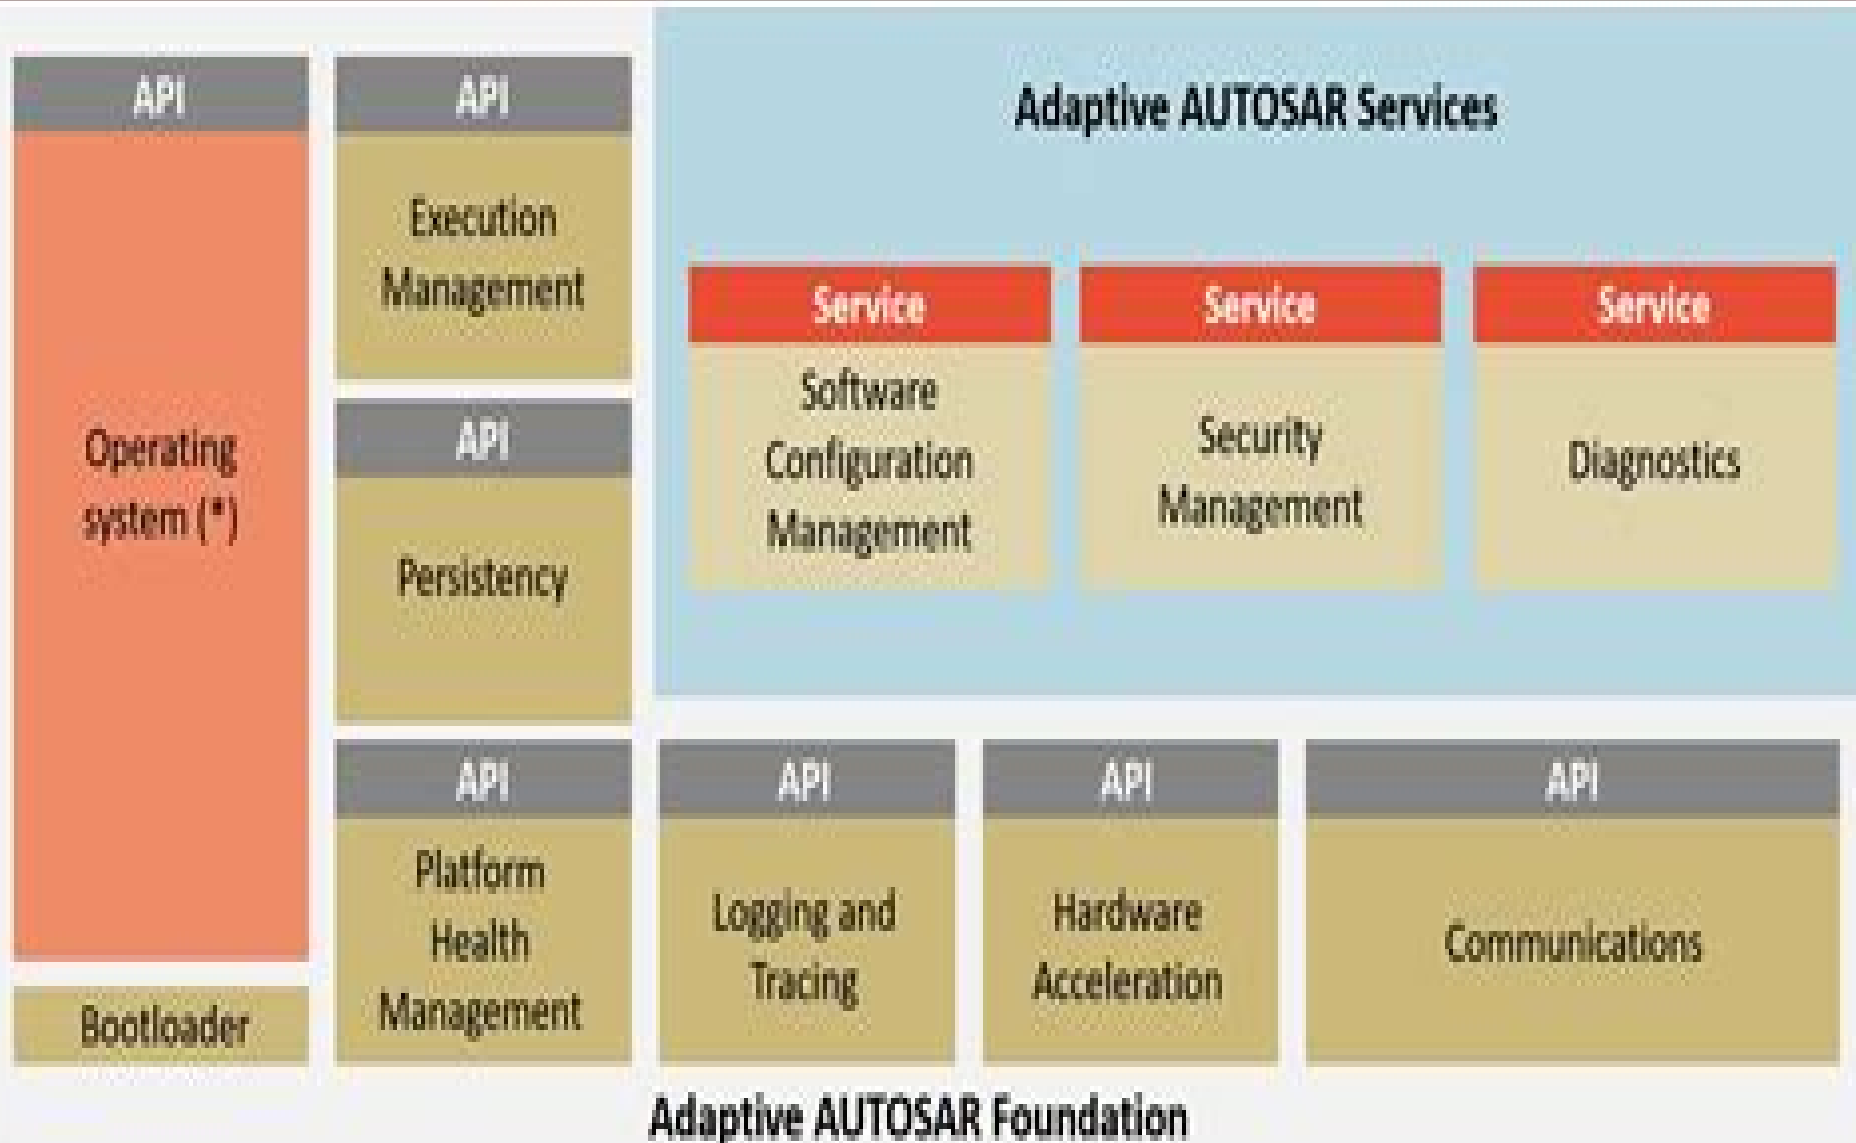 API
Operating
system (*)
Bootloader
API
Execution
Management
API
Persistency
API
Platform
Health
Management
Adaptive AUTOSAR Services
Service
Software
Configuration
Management
Service
Security
Management
Service
Diagnostics
API
Logging and
Tracing
API
Hardware
Acceleration
API
Communications
Adaptive AUTOSAR Foundation